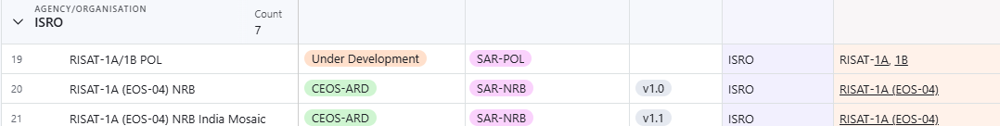 AGENCY/ORGANISATION
ISRO
Count
7
19 RISAT-1A/1B POL Under Development SAR-POL ISRO RISAT-1A, 1B
20 RISAT-1A (EOS-04) NRB CEOS-ARD SAR-NRB v1.0 ISRO RISAT-1A (EOS-04)
21 RISAT-1A (EOS-04) NRB India Mosaic CEOS-ARD SAR-NRB v1.1 ISRO RISAT-1A (EOS-04)